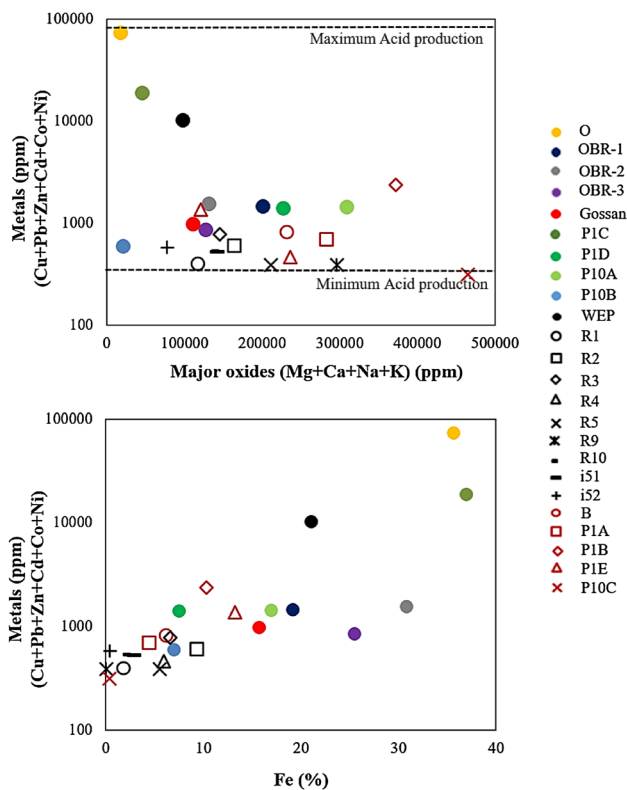 100000
10000
1000
100
Metals (ppm)
(Cu+Pb+Zn+Cd+Co+Ni)
Maximum Acid production
Minimum Acid production
0
100000
200000
300000
400000
500000
Major oxides (Mg+Ca+Na+K) (ppm)
100000
10000
1000
100
Metals (ppm)
((Cu+Pb+Zn+Cd+Co+Ni)
0
10
20
30
40
Fe (%)
O
OBR-1
OBR-2
OBR-3
Gossan
P1C
P1D
P10A
P10B
WEP
R1
R2
R3
R4
R5
R9
R10
i51
i52
B
P1A
P1B
P1E
P10C